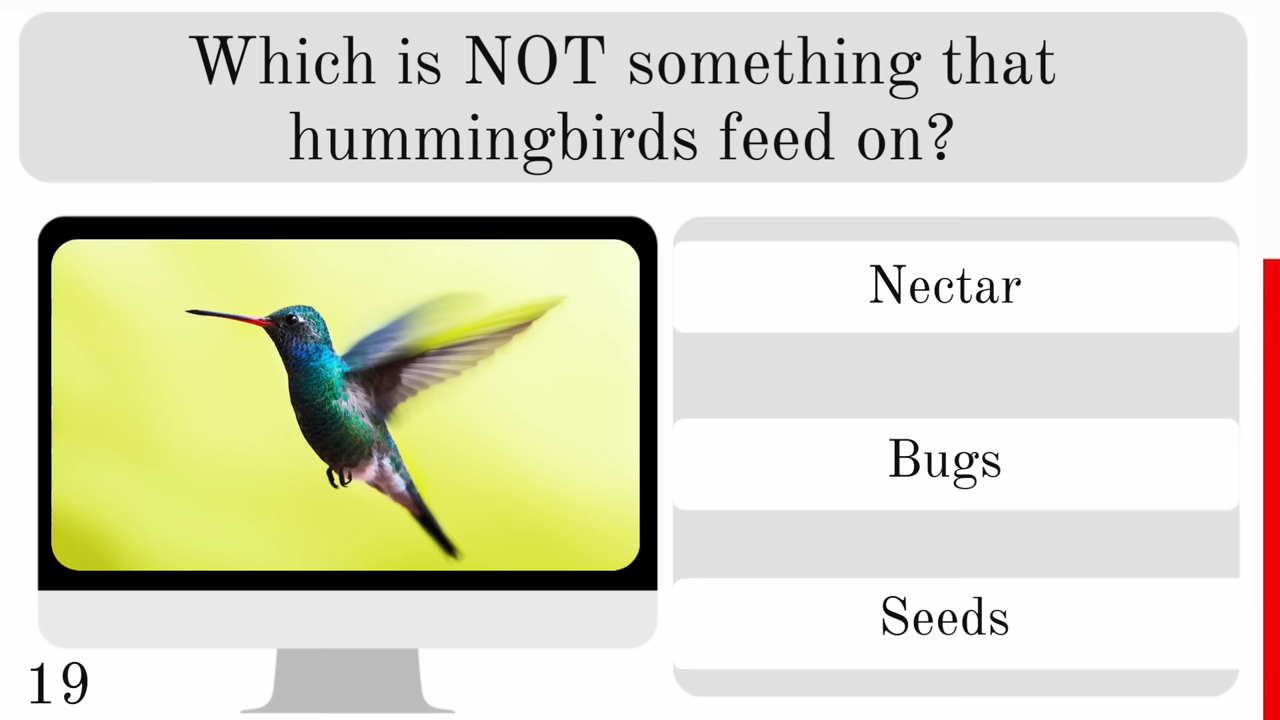 Which is NOT something that
hummingbirds feed on?
Nectar
Bugs
Seeds
19